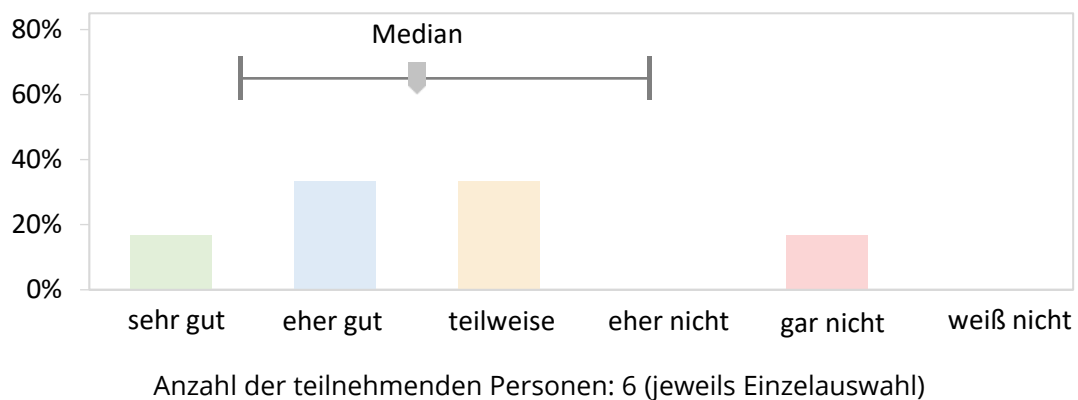 80%
Median
60%
40%
20%
0%
sehr gut
eher gut
teilweise
eher nicht
gar nicht
weiß nicht
Anzahl der teilnehmenden Personen: 6 (jeweils Einzelauswahl)